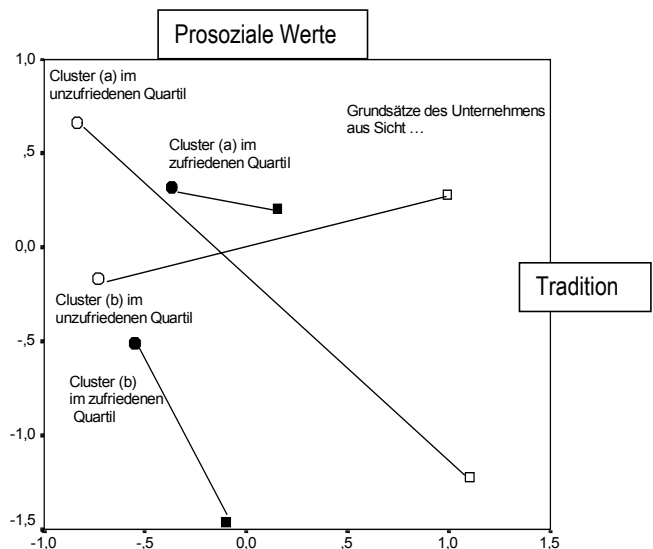 Prosoziale Werte
1,0
Cluster (a) im
unzufriedenen Quartil
Grundsätze des Unternehmens
aus Sicht ...
Cluster (a) im
zufriedenen Quartil
,5
0,0
Tradition
Cluster (b) im
unzufriedenen Quartil
-,5
Cluster (b)
im zufriedenen
Quartil
-1,0
-1,5
-1,0 -,5 0,0 ,5 1,0 1,5